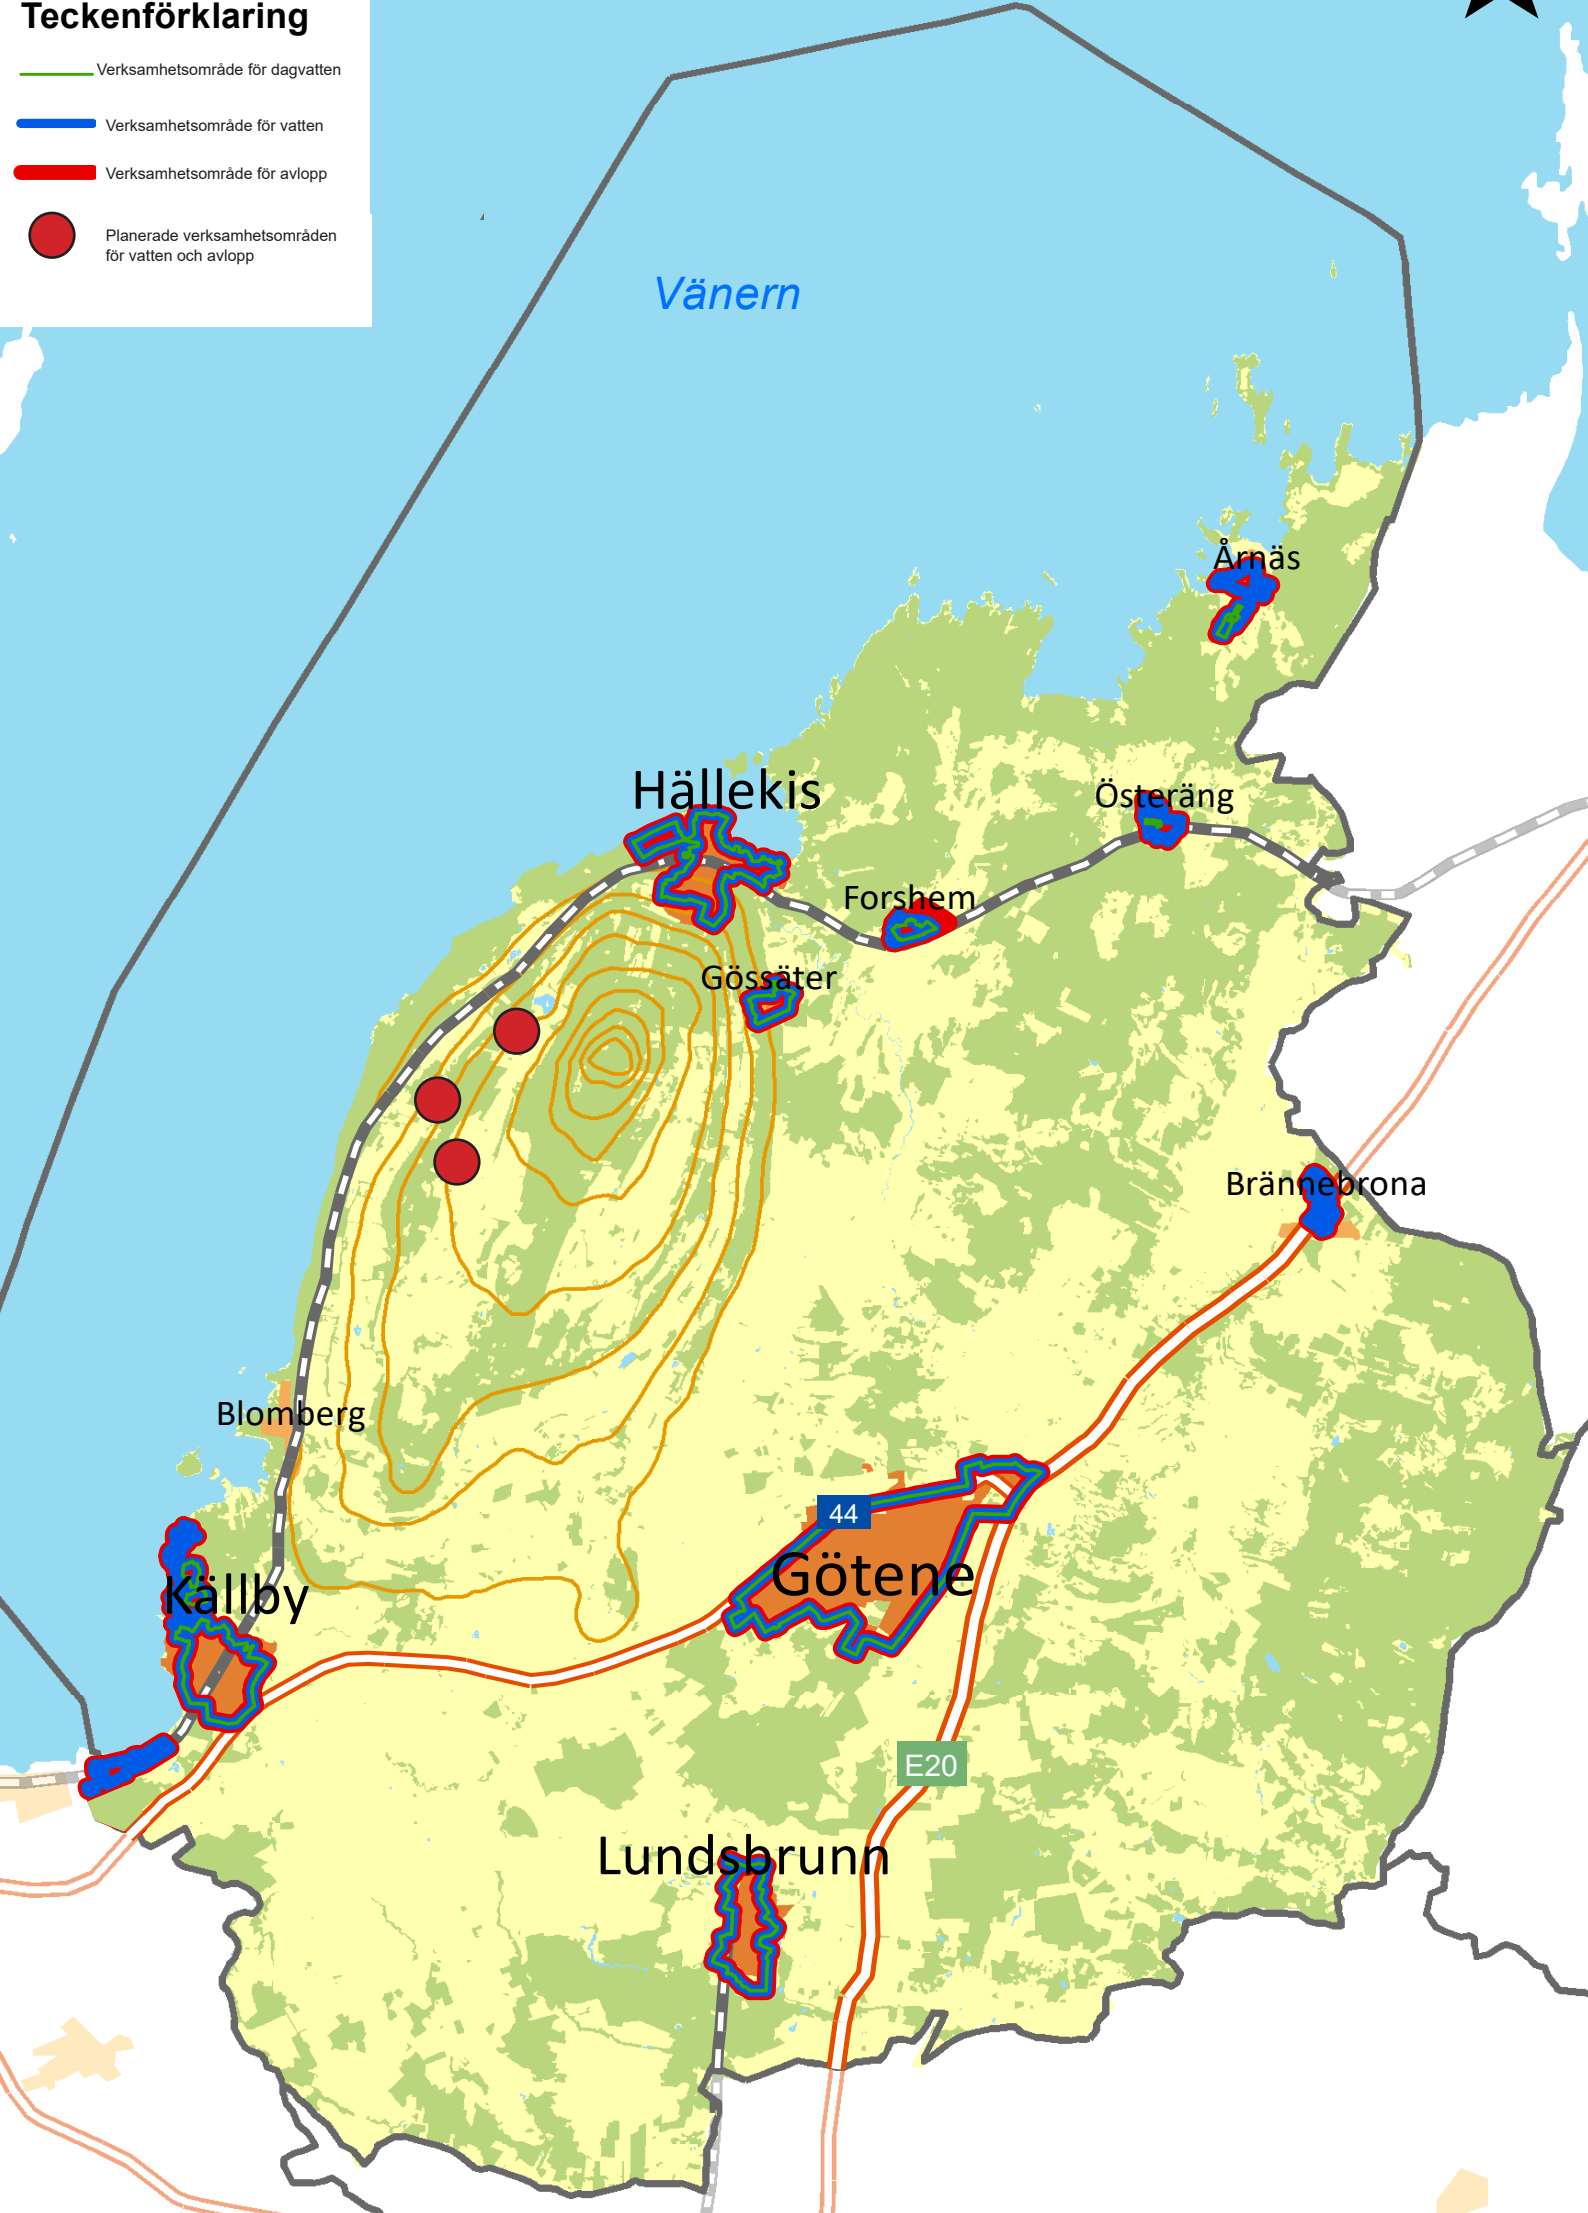 Teckenförklaring
Verksamhetsområde för dagvatten
Verksamhetsområde för vatten
Verksamhetsområde för avlopp
Planerade verksamhetsområden
för vatten och avlopp
Vänern
Årnäs
Hällekis
Österäng
Forshem
Gössäter
Brännebrona
Blomberg
44
Götene
Källby
E20
Lundsbrunn